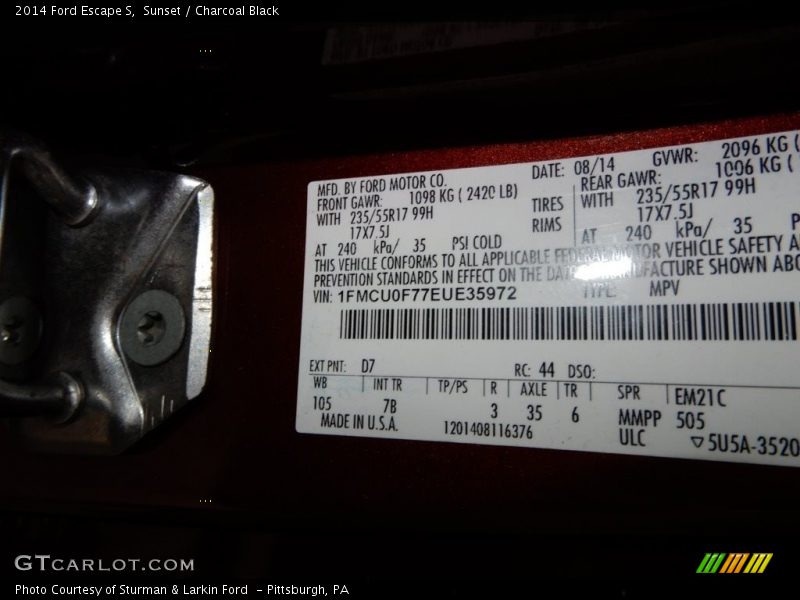 2014 Ford Escape S,  Sunset / Charcoal Black
MFD. BY FORD MOTOR CO. DATE: 08/14 GVWR: 2096 KG (
FRONT GAWR: 1098 KG ( 2420 LB) REAR GAWR: 1006 KG (
WITH 235/55R17 99H TIRES WITH 235/55R17 99H
17X7.5J RIMS 17X7.5J
AT 240 kPa/ 35 PSI COLD AT 240 kPa/ 35 P
THIS VEHICLE CONFORMS TO ALL APPLICABLE FEDERAL MOTOR VEHICLE SAFETY A
PREVENTION STANDARDS IN EFFECT ON THE DATE OF MANUFACTURE SHOWN ABO
VIN: 1FMCU0F77EUE35972 TYPE: MPV
EXT PNT: D7 RC: 44 DSO:
WB INT TR TP/PS R AXLE TR SPR EM21C
105 7B 3 35 6 MMPP 505
MADE IN U.S.A. 1201408116376 ULC ▽5U5A-3520
GTCARLOT.COM
Photo Courtesy of Sturman & Larkin Ford  - Pittsburgh, PA